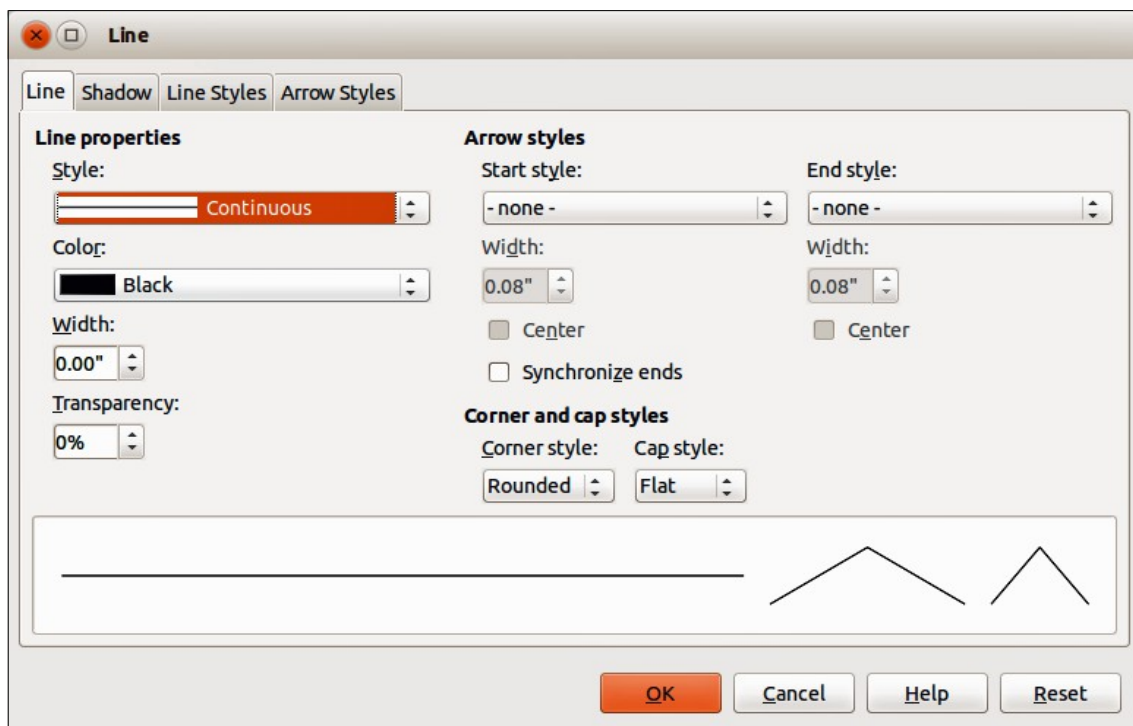 Line
Line Shadow Line Styles Arrow Styles
Line properties
Style:
Continuous
Color:
Black
Width:
0.00"
Transparency:
0%
Arrow styles
Start style:
- none -
Width:
0.08"
Center
Synchronize ends
End style:
- none -
Width:
0.08"
Center
Corner and cap styles
Corner style: Cap style:
Rounded Flat
OK Cancel Help Reset